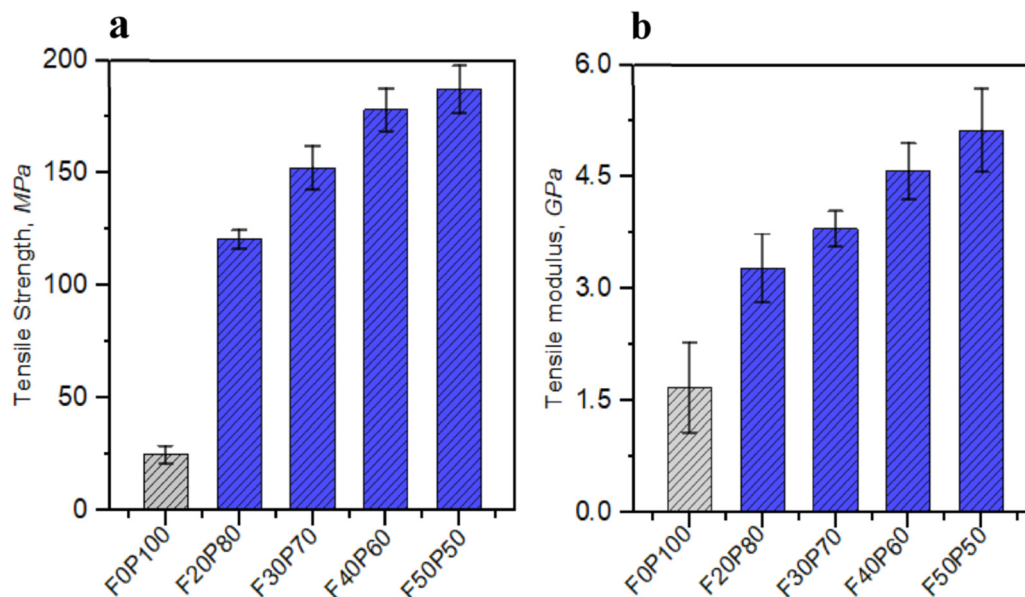 a
Tensile Strength, MPa
200
150
100
50
0
F0P100
F20P80
F30P70
F40P60
F50P50
b
Tensile modulus, GPa
6.0
4.5
3.0
1.5
0.0
F0P100
F20P80
F30P70
F40P60
F50P50